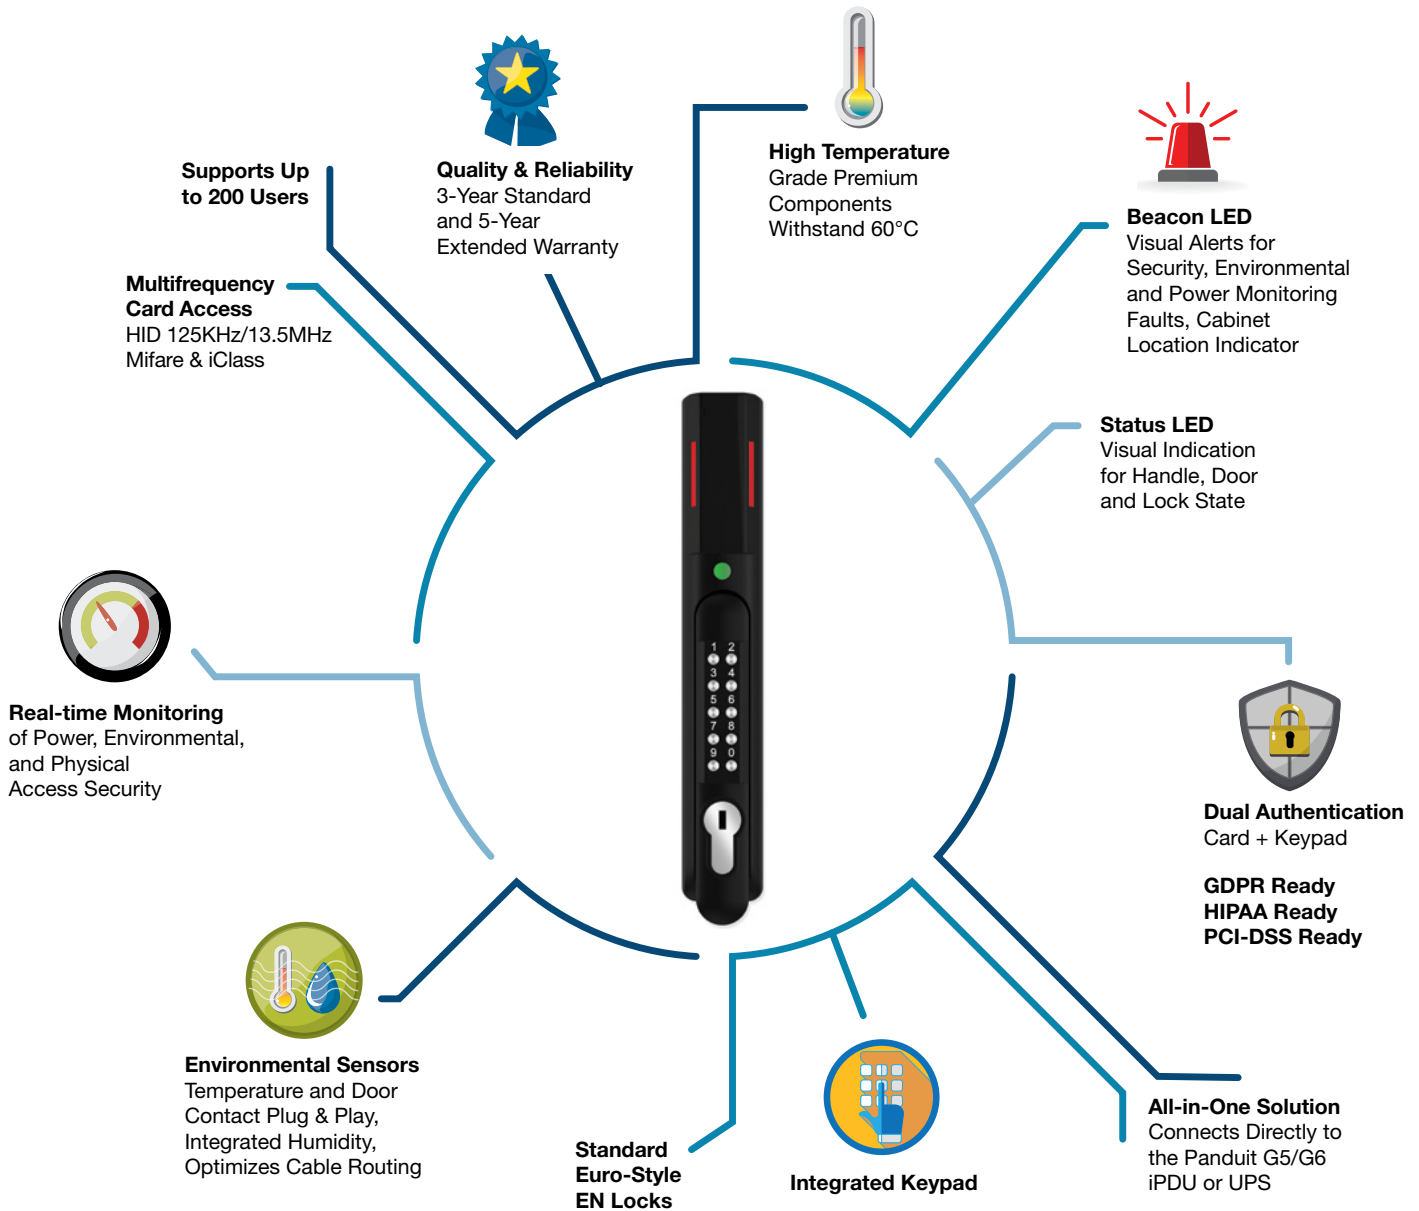 High Temperature
Grade Premium
Components
Withstand 60°C
Quality & Reliability
3-Year Standard
and 5-Year
Extended Warranty
Supports Up
to 200 Users
Multifrequency
Card Access
HID 125KHz/13.5MHz
Mifare & iClass
Beacon LED
Visual Alerts for
Security, Environmental
and Power Monitoring
Faults, Cabinet
Location Indicator
Status LED
Visual Indication
for Handle, Door
and Lock State
1 2
3 4
5 6
7 8
9 0
Real-time Monitoring
of Power, Environmental,
and Physical
Access Security
Dual Authentication
Card + Keypad
GDPR Ready
HIPAA Ready
PCI-DSS Ready
Environmental Sensors
Temperature and Door
Contact Plug & Play,
Integrated Humidity,
Optimizes Cable Routing
Standard
Euro-Style
EN Locks
Integrated Keypad
All-in-One Solution
Connects Directly to
the Panduit G5/G6
iPDU or UPS